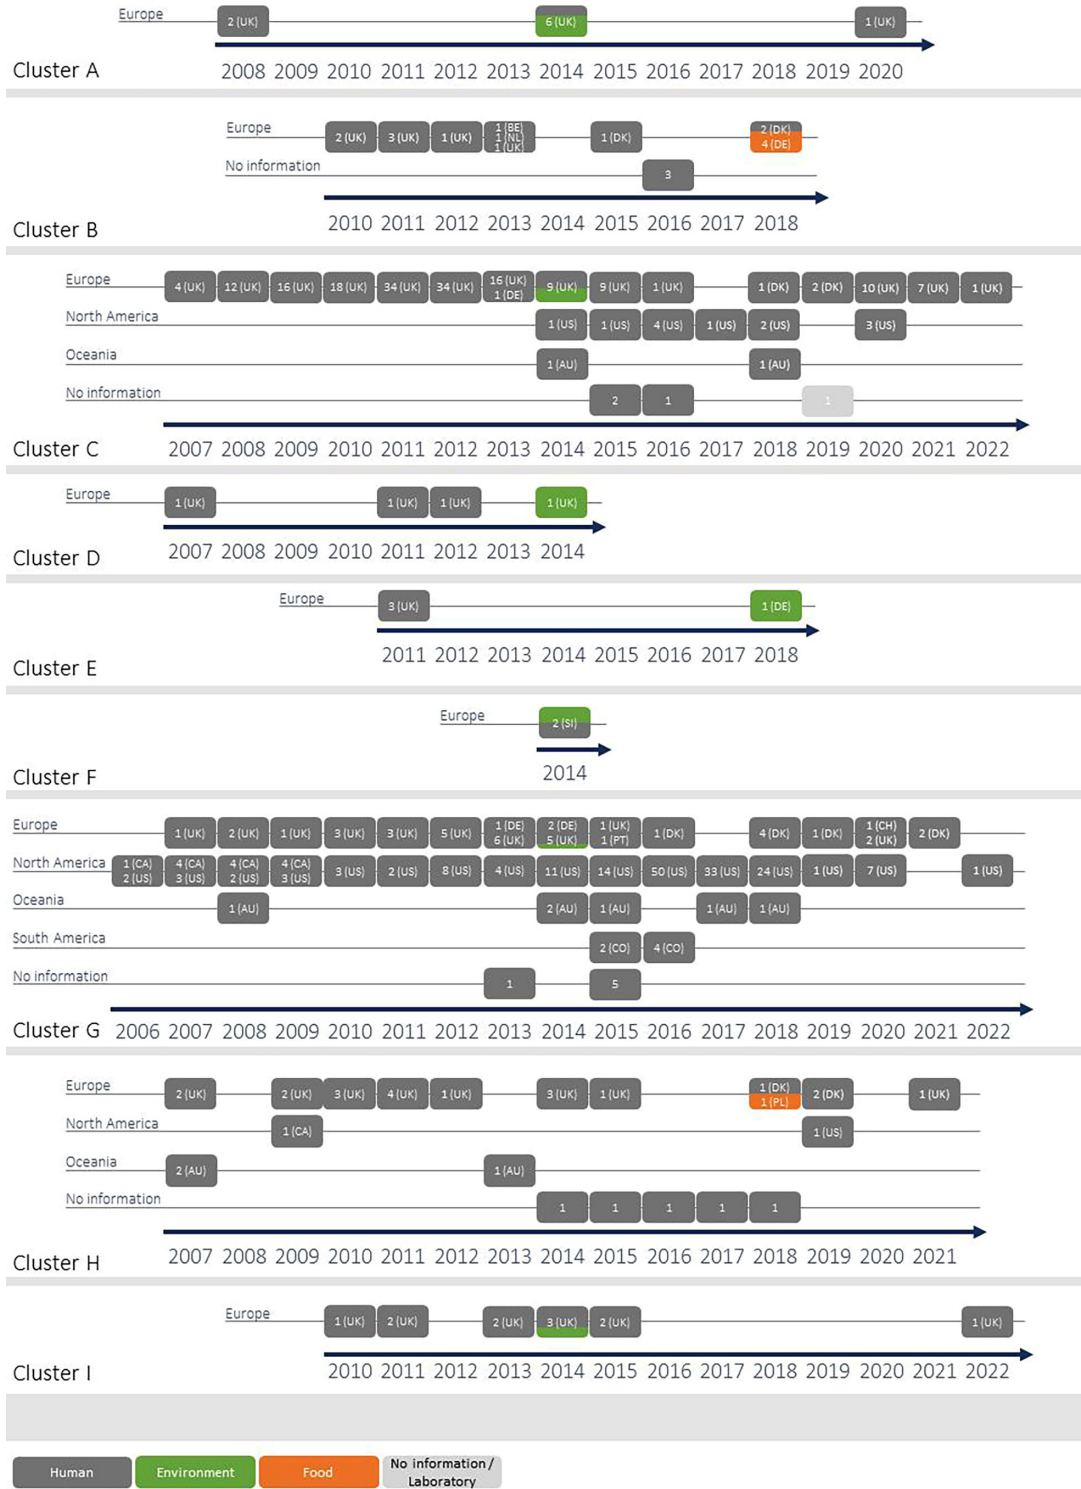 Europe
2 (UK)
6 (UK)
1 (UK)
Cluster A
2008 2009 2010 2011 2012 2013 2014 2015 2016 2017 2018 2019 2020
Europe
2 (UK) 3 (UK) 1 (UK)
1 (BE)
1 (NL)
1 (UK)
1 (DK)
2 (DK)
4 (DE)
No information
3
Cluster B
2010 2011 2012 2013 2014 2015 2016 2017 2018
Europe
4 (UK) 12 (UK) 16 (UK) 18 (UK) 34 (UK) 34 (UK)
16 (UK)
1 (DE)
9 (UK) 9 (UK) 1 (UK) 1 (DK) 2 (DK) 10 (UK) 7 (UK) 1 (UK)
North America
1 (US) 1 (US) 4 (US) 1 (US) 2 (US) 3 (US)
Oceania
1 (AU) 1 (AU)
No information
2 1 1
Cluster C
2007 2008 2009 2010 2011 2012 2013 2014 2015 2016 2017 2018 2019 2020 2021 2022
Europe
1 (UK) 1 (UK) 1 (UK) 1 (UK)
Cluster D
2007 2008 2009 2010 2011 2012 2013 2014
Europe
3 (UK) 1 (DE)
Cluster E
2011 2012 2013 2014 2015 2016 2017 2018
Europe
2 (SI)
Cluster F
2014
Europe
1 (UK) 2 (UK) 1 (UK) 3 (UK) 3 (UK) 5 (UK)
1 (DE)
6 (UK)
2 (DE)
5 (UK)
1 (UK)
1 (PT)
1 (DK) 4 (DK) 1 (DK)
1 (CH)
2 (UK)
2 (DK)
North America
1 (CA)
2 (US)
4 (CA)
3 (US)
4 (CA)
2 (US)
4 (CA)
3 (US)
3 (US) 2 (US) 8 (US) 4 (US) 11 (US) 14 (US) 50 (US) 33 (US) 24 (US) 1 (US) 7 (US) 1 (US)
Oceania
1 (AU) 2 (AU) 1 (AU) 1 (AU) 1 (AU)
South America
2 (CO) 4 (CO)
No information
1 5
Cluster G
2006 2007 2008 2009 2010 2011 2012 2013 2014 2015 2016 2017 2018 2019 2020 2021 2022
Europe
2 (UK) 2 (UK) 3 (UK) 4 (UK) 1 (UK) 3 (UK) 1 (UK)
1 (DK)
1 (PL)
2 (DK) 1 (UK)
North America
1 (CA) 1 (US)
Oceania
2 (AU) 1 (AU)
No information
1 1 1 1 1
Cluster H
2007 2008 2009 2010 2011 2012 2013 2014 2015 2016 2017 2018 2019 2020 2021
Europe
1 (UK) 2 (UK) 2 (UK) 3 (UK) 2 (UK) 1 (UK)
Cluster I
2010 2011 2012 2013 2014 2015 2016 2017 2018 2019 2020 2021 2022
Human
Environment
Food
No information /
Laboratory